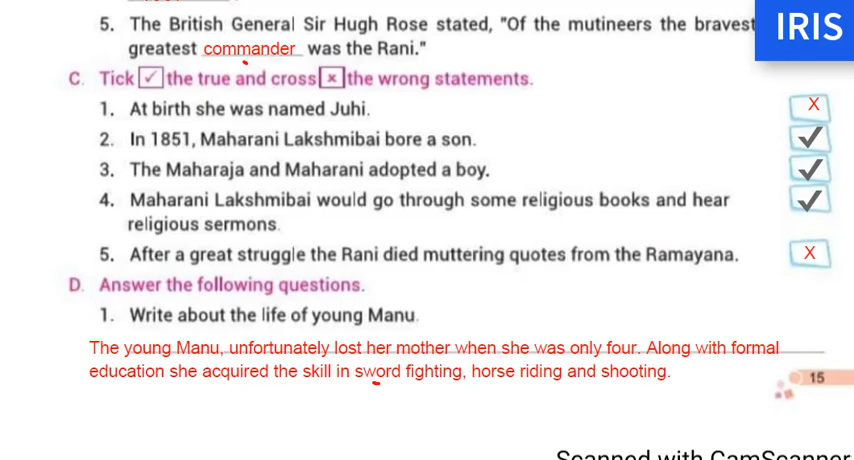 IRIS
5. The British General Sir Hugh Rose stated, "Of the mutineers the bravest
greatest commander was the Rani."
C. Tick ✓ the true and cross × the wrong statements.
1. At birth she was named Juhi. X
2. In 1851, Maharani Lakshmibai bore a son. ✓
3. The Maharaja and Maharani adopted a boy. ✓
4. Maharani Lakshmibai would go through some religious books and hear ✓
religious sermons.
5. After a great struggle the Rani died muttering quotes from the Ramayana. X
D. Answer the following questions.
1. Write about the life of young Manu.
The young Manu, unfortunately lost her mother when she was only four. Along with formal
education she acquired the skill in sword fighting, horse riding and shooting.
15
Scanned with CamScanner